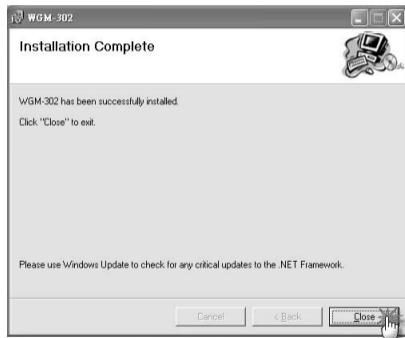 WGM-302
Installation Complete
WGM-302 has been successfully installed.
Click "Close" to exit.
Please use Windows Update to check for any critical updates to the .NET Framework.
Cancel
< Back
Close